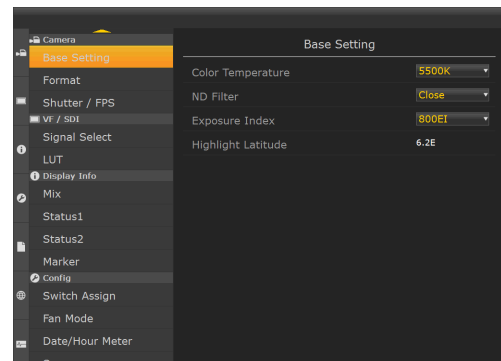 Camera
Base Setting
Format
Shutter / FPS
VF / SDI
Signal Select
LUT
Display Info
Mix
Status1
Status2
Marker
Config
Switch Assign
Fan Mode
Date/Hour Meter
Base Setting
Color Temperature 5500K
ND Filter Close
Exposure Index 800EI
Highlight Latitude 6.2E